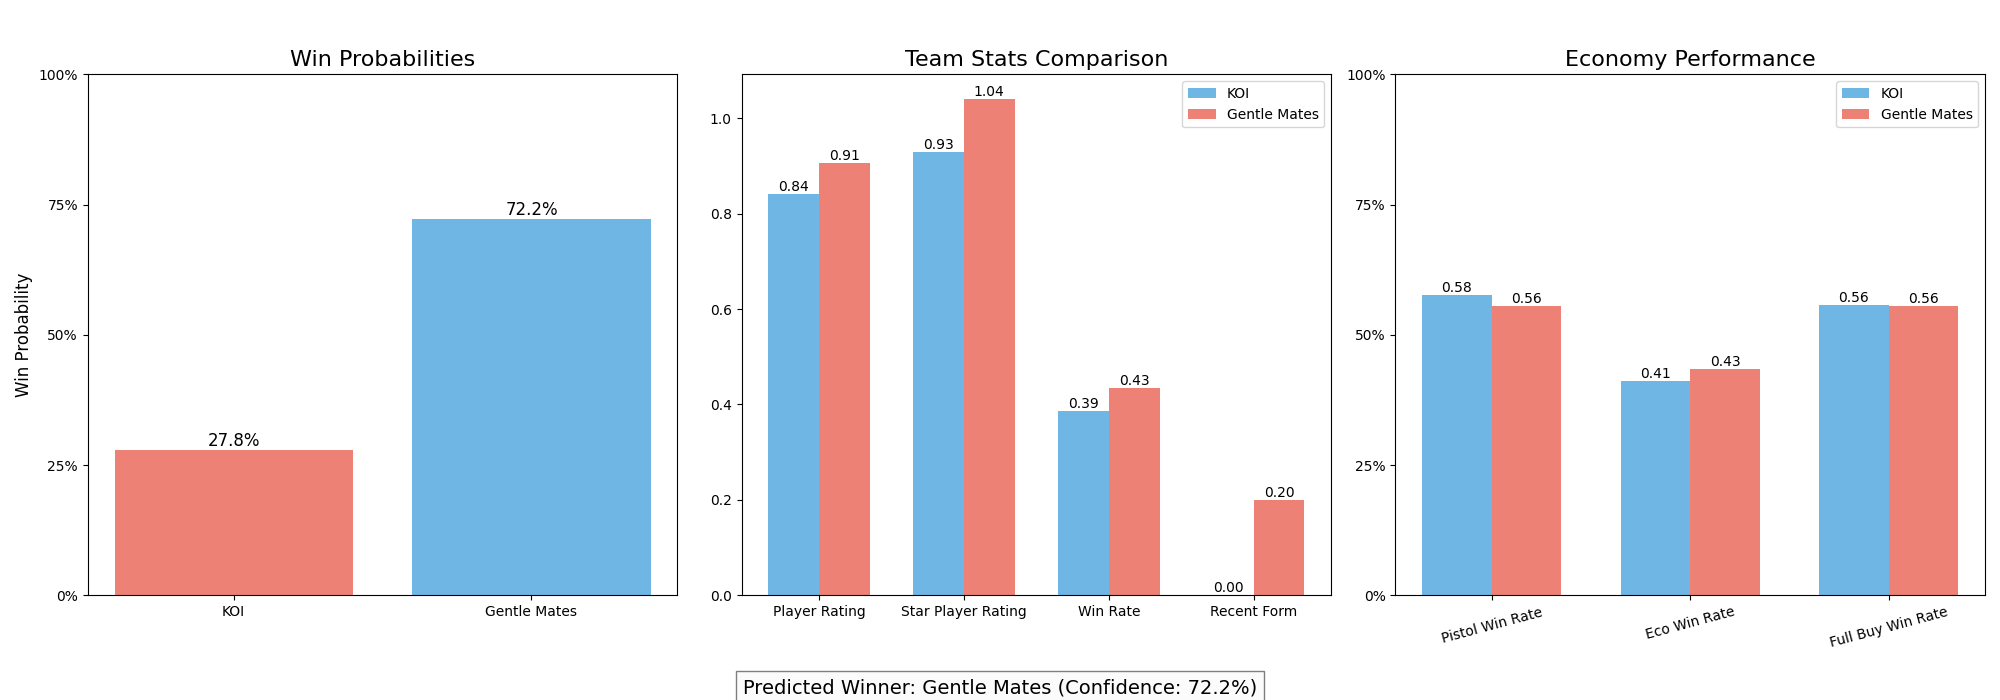 Win Probabilities
Win Probability
100%
75%
50%
25%
0%
27.8%
72.2%
KOI
Gentle Mates
Team Stats Comparison
KOI
Gentle Mates
1.0
0.8
0.6
0.4
0.2
0.0
0.84
0.91
0.93
1.04
0.39
0.43
0.00
0.20
Player Rating
Star Player Rating
Win Rate
Recent Form
Economy Performance
KOI
Gentle Mates
100%
75%
50%
25%
0%
0.58
0.56
0.41
0.43
0.56
0.56
Pistol Win Rate
Eco Win Rate
Full Buy Win Rate
Predicted Winner: Gentle Mates (Confidence: 72.2%)